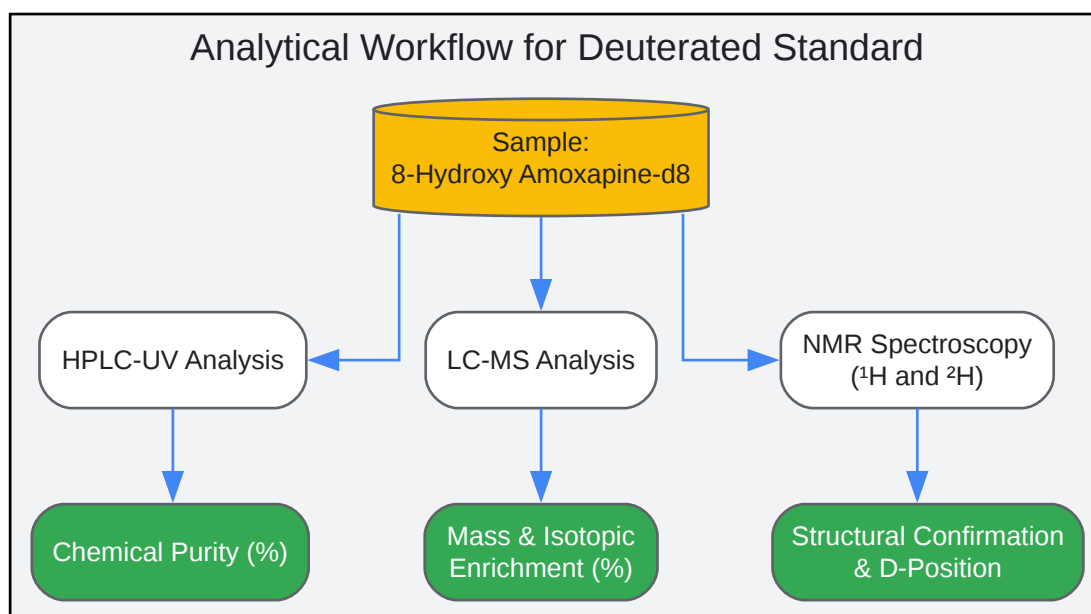 Analytical Workflow for Deuterated Standard
Sample:
8-Hydroxy Amoxapine-d8
HPLC-UV Analysis
LC-MS Analysis
NMR Spectroscopy
(¹H and ²H)
Chemical Purity (%)
Mass & Isotopic
Enrichment (%)
Structural Confirmation
& D-Position